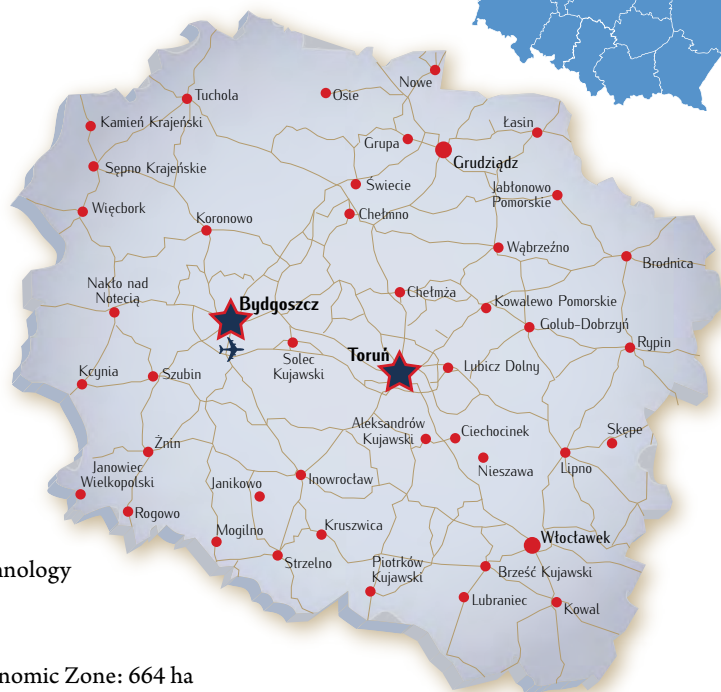 Nowe
Tuchola
Osie
Kamień Krajeński
Łasin
Grupa
Grudziądz
Sępno Krajeńskie
Świecie
Jabłonowo
Pomorskie
Więcbork
Koronowo
Chełmno
Wąbrzeźno
Brodnica
Nakło nad
Notecią
Chełmża
Bydgoszcz
Kowalewo Pomorskie
Golub-Dobrzyń
Solec
Kujawski
Toruń
Rypin
Kcynia
Szubin
Lubicz Dolny
Aleksandrów
Kujawski
Ciechocinek
Skępe
Żnin
Nieszawa
Lipno
Janowiec
Wielkopolski
Janikowo
Inowrocław
Rogowo
Mogilno
Kruszwica
Włocławek
Strzelno
Piotrków
Kujawski
Brześć Kujawski
Lubraniec
Kowal
hnology
nomic Zone: 664 ha